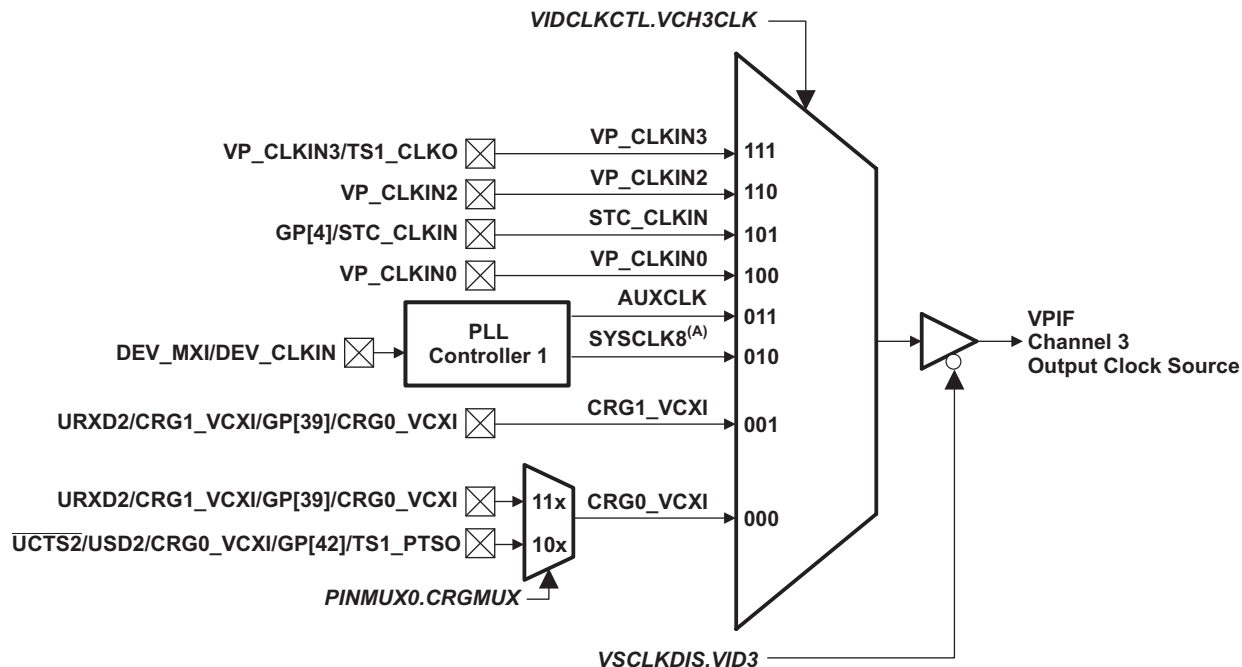 VIDCLKCTL.VCH3CLK
VP_CLKIN3/TS1_CLKO
VP_CLKIN3
111
VP_CLKIN2
VP_CLKIN2
110
GP[4]/STC_CLKIN
STC_CLKIN
101
VP_CLKIN0
VP_CLKIN0
100
DEV_MXI/DEV_CLKIN
PLL
Controller 1
AUXCLK
011
SYSCLK8(A)
010
VPIF
Channel 3
Output Clock Source
URXD2/CRG1_VCXI/GP[39]/CRG0_VCXI
CRG1_VCXI
001
URXD2/CRG1_VCXI/GP[39]/CRG0_VCXI
11x
CRG0_VCXI
000
UCTS2/USD2/CRG0_VCXI/GP[42]/TS1_PTSO
10x
PINMUX0.CRGMUX
VSCLKDIS.VID3